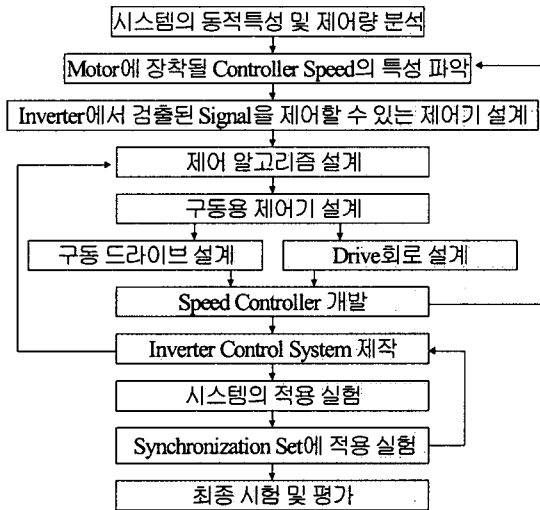 시스템의 동적특성 및 제어량 분석
Motor에 장착될 Controller Speed의 특성 파악
Inverter에서 검출된 Signal을 제어할 수 있는 제어기 설계
제어 알고리즘 설계
구동용 제어기 설계
구동 드라이브 설계
Drive회로 설계
Speed Controller 개발
Inverter Control System 제작
시스템의 적용 실험
Synchronization Set에 적용 실험
최종 시험 및 평가